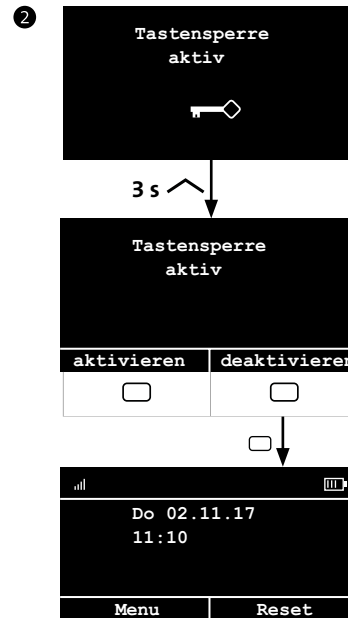 2
Tastensperre
aktiv
3 s
Tastensperre
aktiv
aktivieren deaktivieren
Do 02.11.17
11:10
Menu Reset